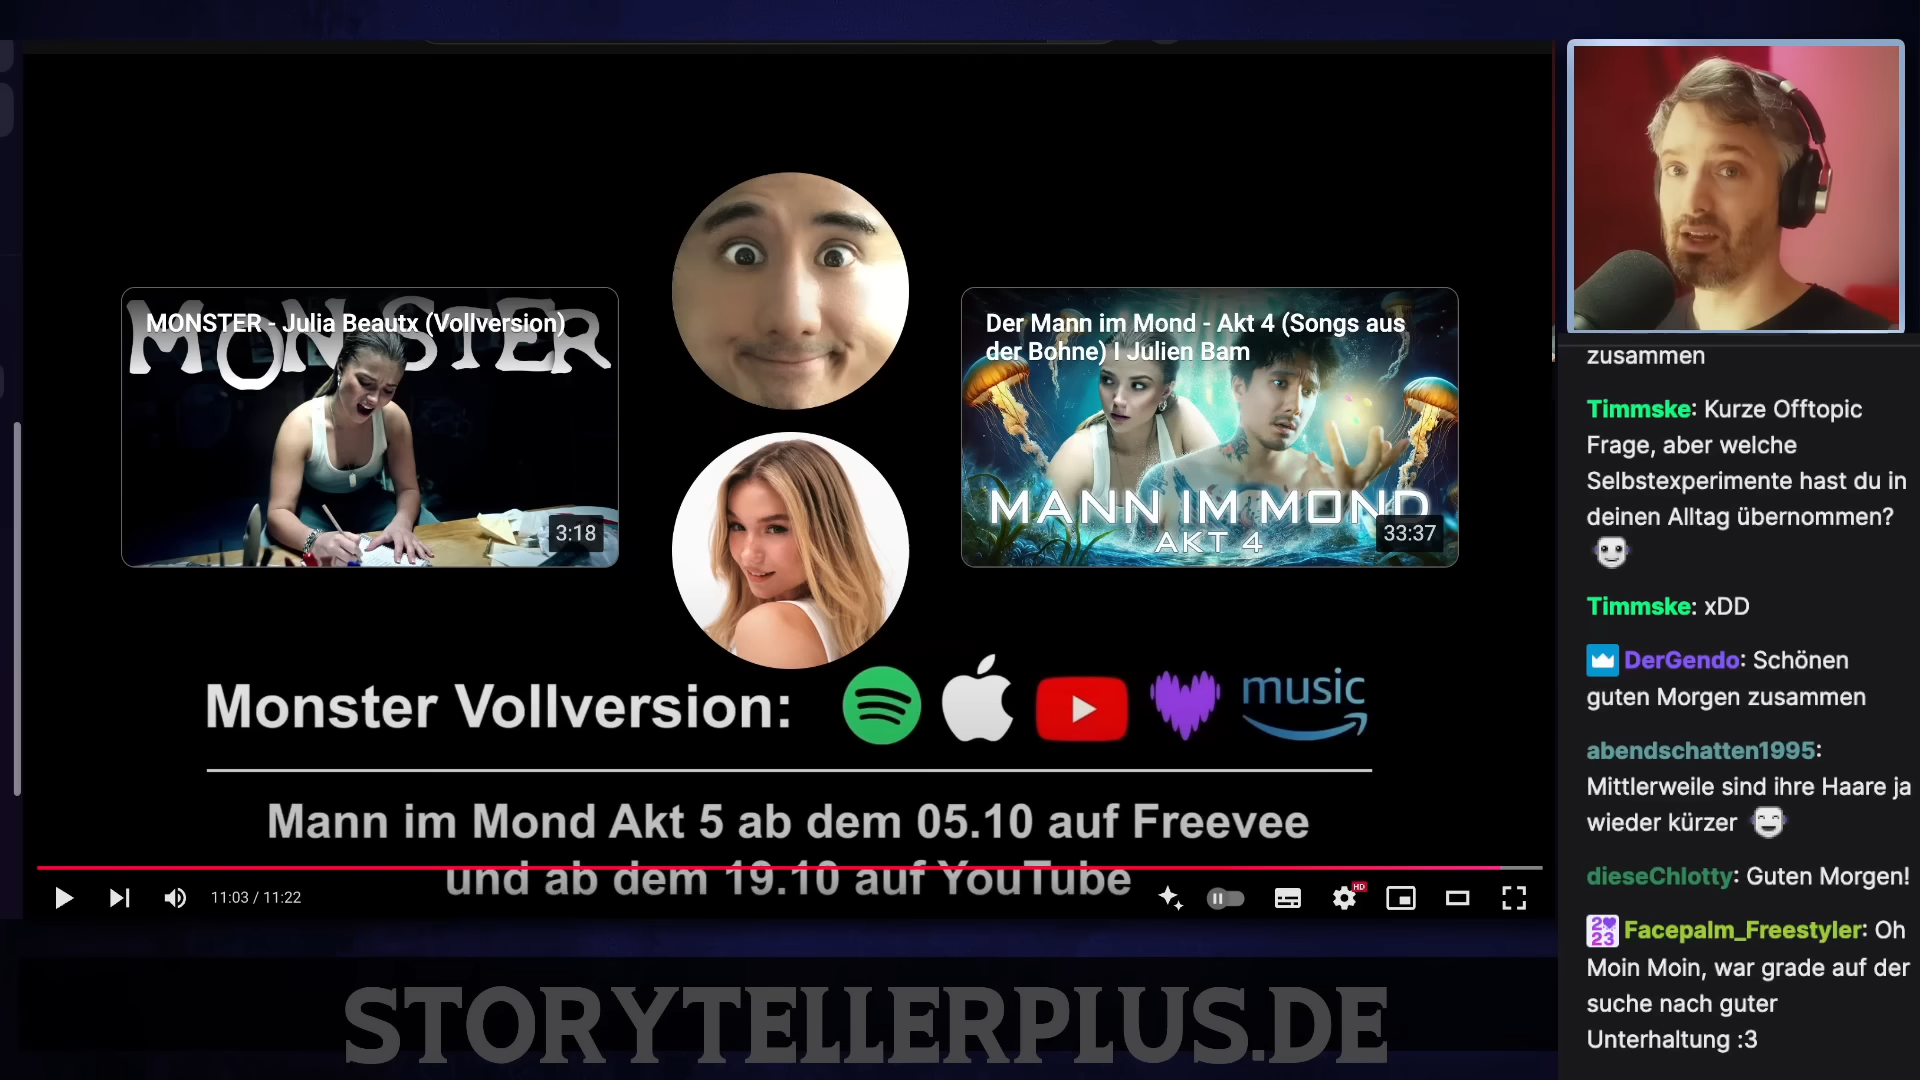 MONSTER
MONSTER - Julia Beautx (Vollversion)
3:18
Der Mann im Mond - Akt 4 (Songs aus
der Bohne) I Julien Bam
MANN IM MOND
AKT 4
33:37
Monster Vollversion:
music
Mann im Mond Akt 5 ab dem 05.10 auf Freevee
und ab dem 19.10 auf YouTube
11:03 / 11:22
HD
STORYTELLERPLUS.DE
zusammen
Timmske: Kurze Offtopic
Frage, aber welche
Selbstexperimente hast du in
deinen Alltag übernommen?
Timmske: xDD
DerGendo: Schönen
guten Morgen zusammen
abendschatten1995:
Mittlerweile sind ihre Haare ja
wieder kürzer
dieseChlotty: Guten Morgen!
2023 Facepalm_Freestyler: Oh
Moin Moin, war grade auf der
suche nach guter
Unterhaltung :3